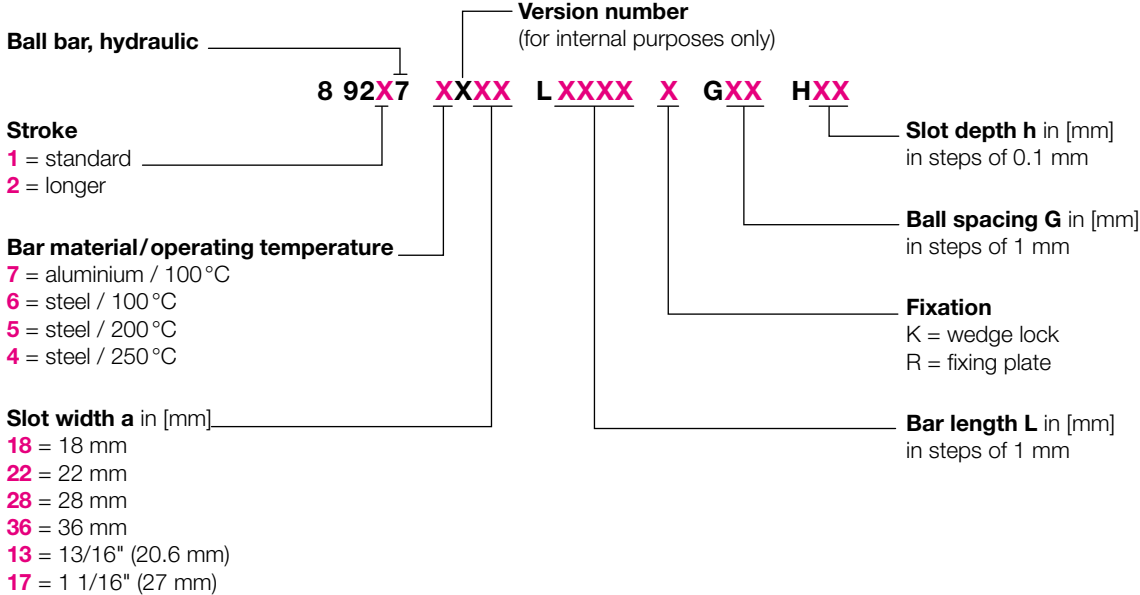 Version number
(for internal purposes only)
Ball bar, hydraulic
8 92X7 XXXX L XXXX X GXX HXX
Stroke
1 = standard
2 = longer
Bar material/operating temperature
7 = aluminium / 100 °C
6 = steel / 100 °C
5 = steel / 200 °C
4 = steel / 250 °C
Slot width a in [mm]
18 = 18 mm
22 = 22 mm
28 = 28 mm
36 = 36 mm
13 = 13/16" (20.6 mm)
17 = 1 1/16" (27 mm)
Slot depth h in [mm]
in steps of 0.1 mm
Ball spacing G in [mm]
in steps of 1 mm
Fixation
K = wedge lock
R = fixing plate
Bar length L in [mm]
in steps of 1 mm